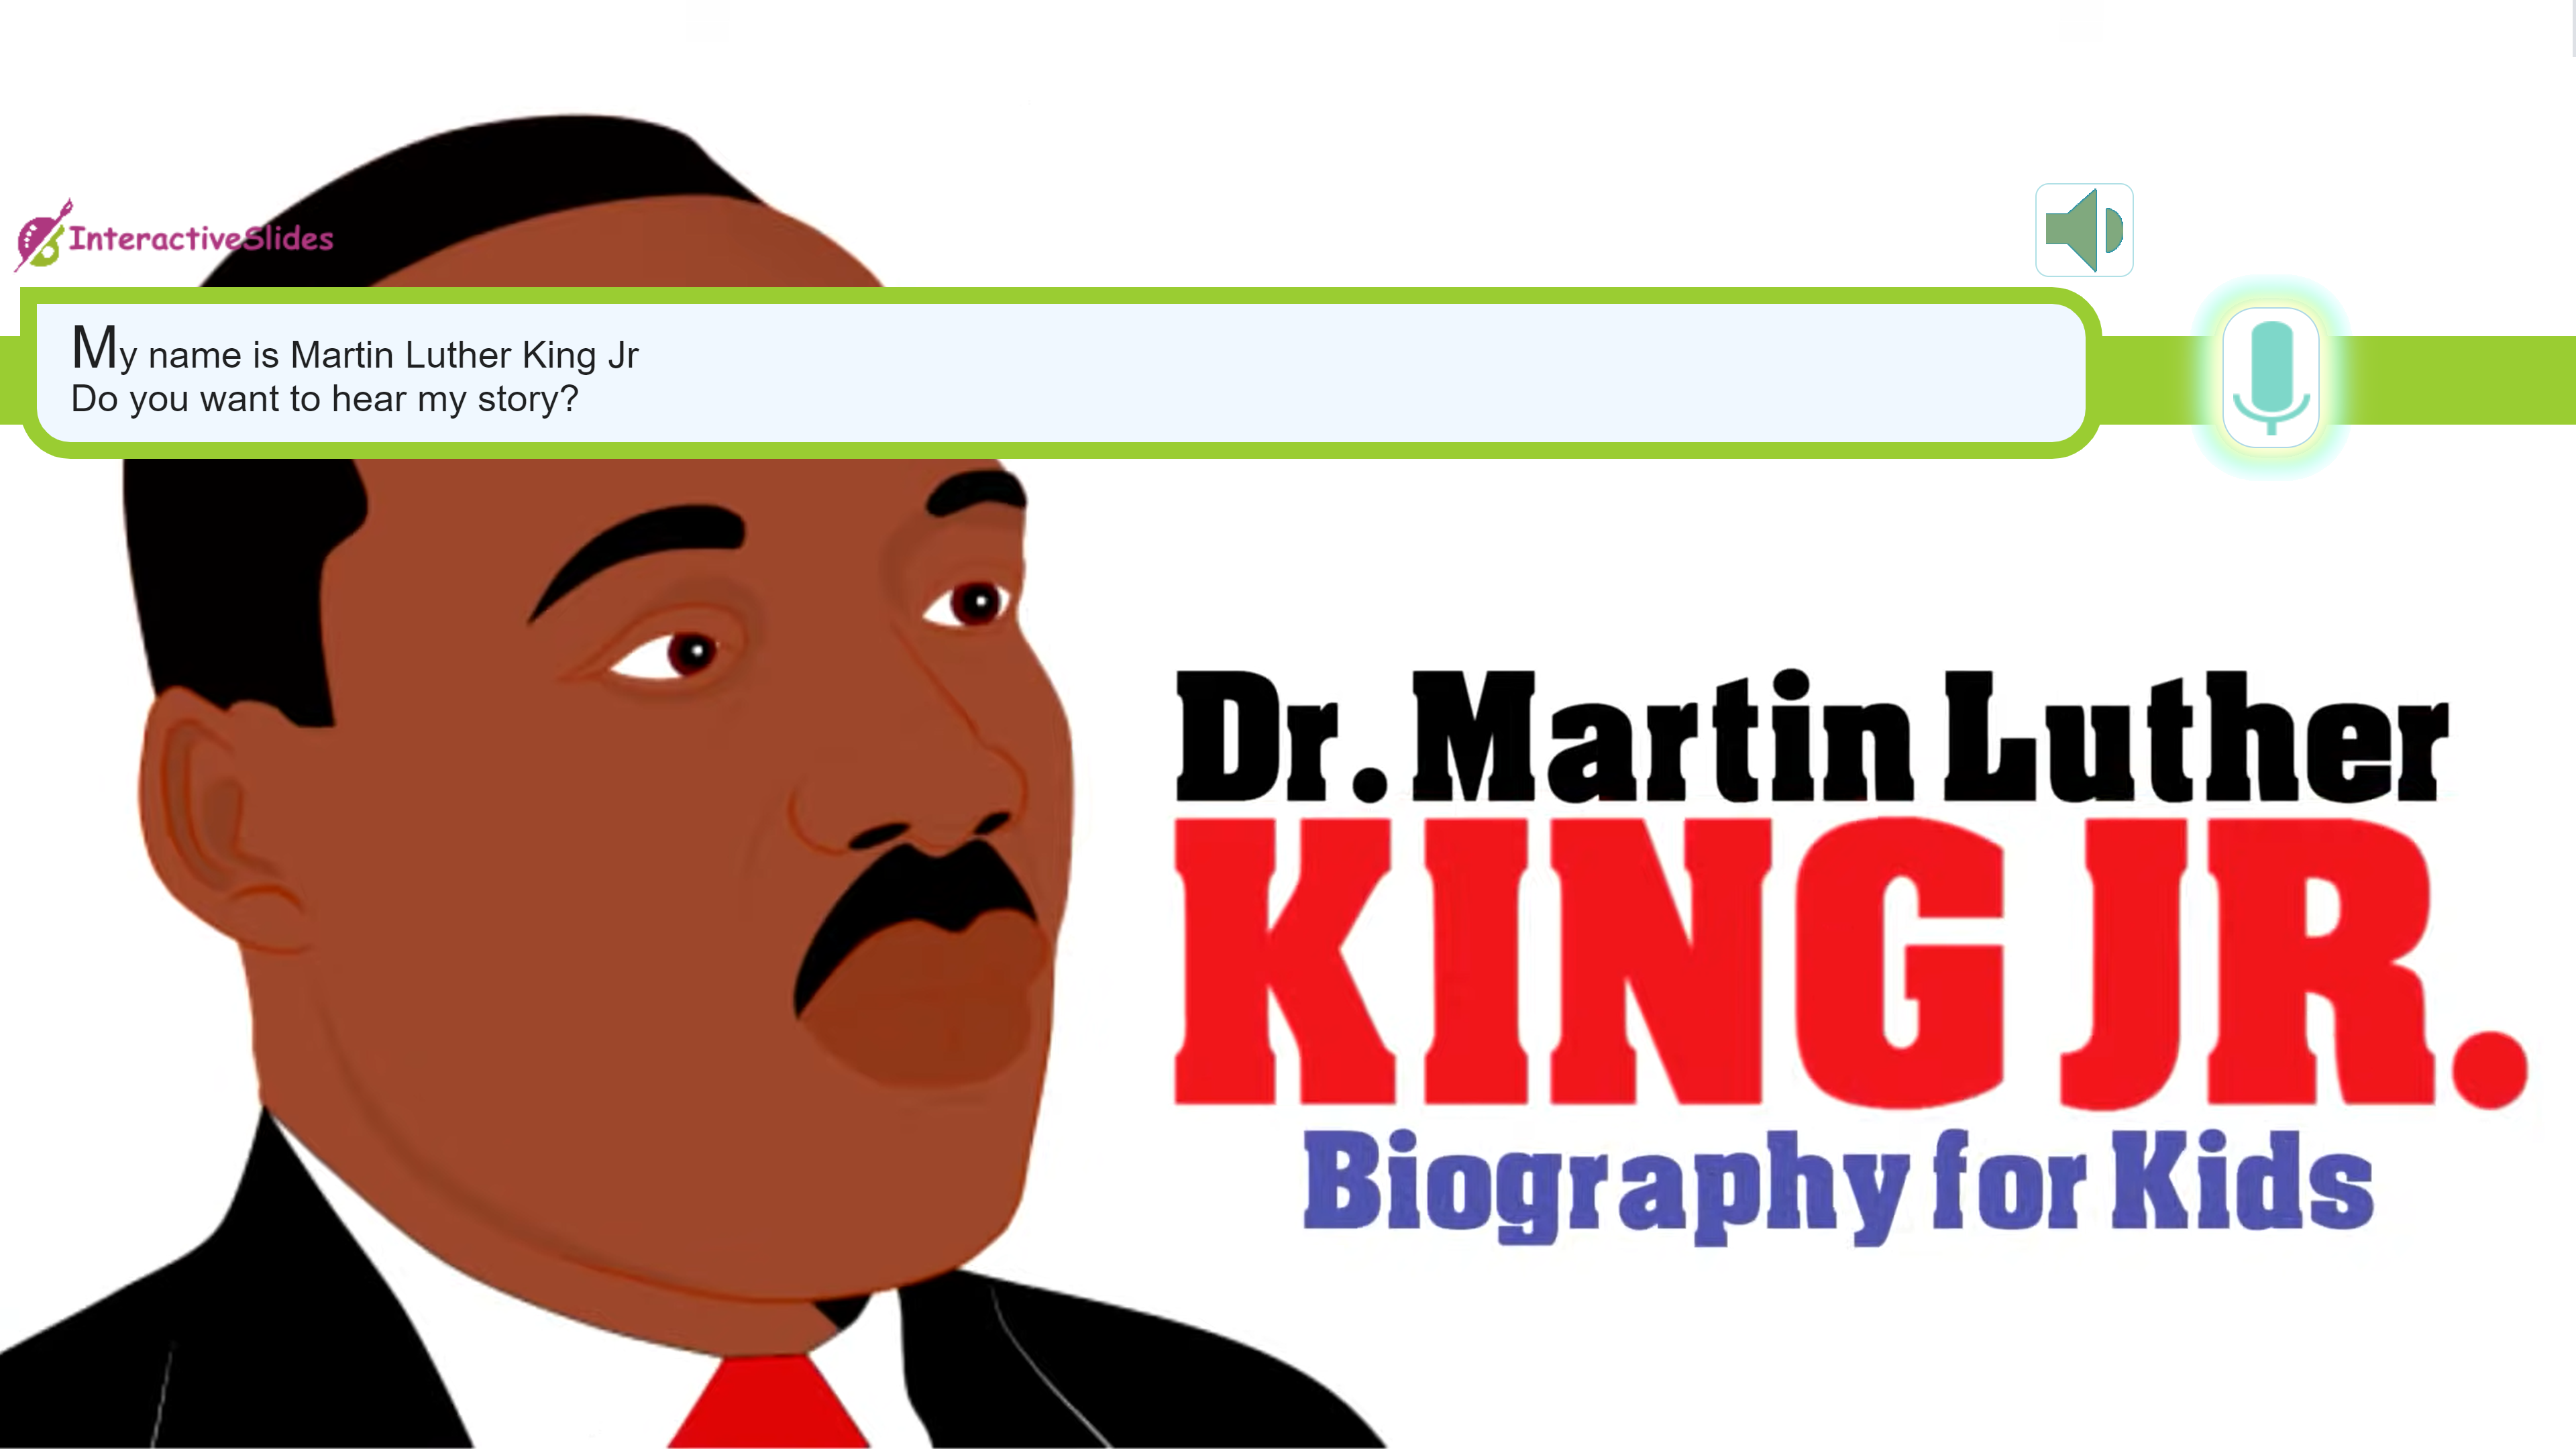 InteractiveSlides
My name is Martin Luther King Jr
Do you want to hear my story?
Dr. Martin Luther
KING JR.
Biography for Kids